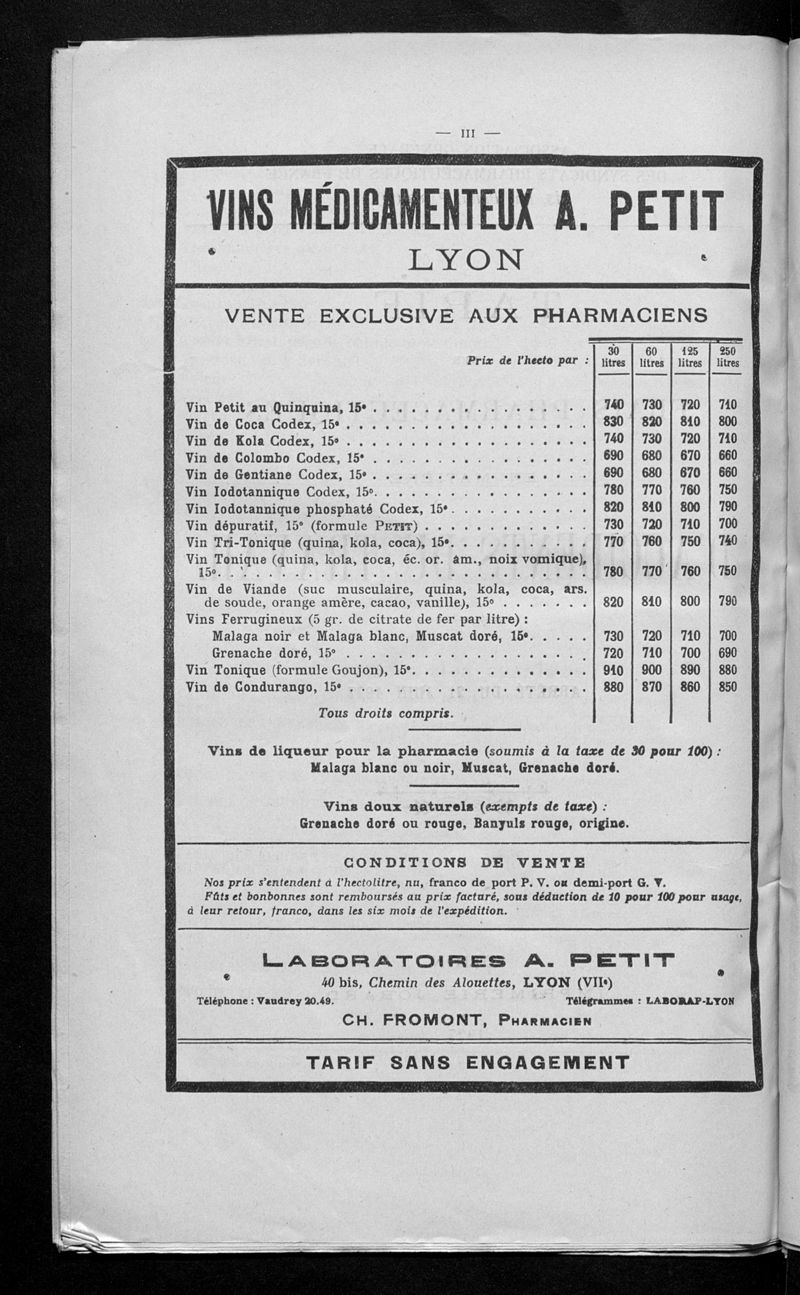 — III —
VINS MÉDICAMENTEUX A. PETIT
LYON
VENTE EXCLUSIVE AUX PHARMACIENS
Prix de l'hecto par : 30 litres 60 litres 125 litres 250 litres
Vin Petit au Quinquina, 15° . . . . . . . . . . . . . . . . . 740 730 720 710
Vin de Coca Codex, 15° . . . . . . . . . . . . . . . . . . . 830 820 810 800
Vin de Kola Codex, 15° . . . . . . . . . . . . . . . . . . . 740 730 720 710
Vin de Colombo Codex, 15° . . . . . . . . . . . . . . . . . 690 680 670 660
Vin de Gentiane Codex, 15° . . . . . . . . . . . . . . . . . 690 680 670 660
Vin Iodotannique Codex, 15° . . . . . . . . . . . . . . . . . 780 770 760 750
Vin Iodotannique phosphaté Codex, 15° . . . . . . . . . . . 820 810 800 790
Vin dépuratif, 15° (formule PETIT) . . . . . . . . . . . . . 730 720 710 700
Vin Tri-Tonique (quina, kola, coca), 15° . . . . . . . . . . . 770 760 750 740
Vin Tonique (quina, kola, coca, éc. or. am., noix vomique),
15° . . . . . . . . . . . . . . . . . . . . . . . . . . . . . 780 770 760 750
Vin de Viande (suc musculaire, quina, kola, coca, ars.
de soude, orange amère, cacao, vanille), 15° . . . . . . . 820 810 800 790
Vins Ferrugineux (5 gr. de citrate de fer par litre) :
Malaga noir et Malaga blanc, Muscat doré, 15° . . . . . 730 720 710 700
Grenache doré, 15° . . . . . . . . . . . . . . . . . . . 720 710 700 690
Vin Tonique (formule Goujon), 15° . . . . . . . . . . . . . . 910 900 890 880
Vin de Condurango, 15° . . . . . . . . . . . . . . . . . . . 880 870 860 850
Tous droits compris.
Vins de liqueur pour la pharmacie (soumis à la taxe de 30 pour 100) :
Malaga blanc ou noir, Muscat, Grenache doré.
Vins doux naturels (exempts de taxe) :
Grenache doré ou rouge, Banyuls rouge, origine.
CONDITIONS DE VENTE
Nos prix s'entendent à l'hectolitre, nu, franco de port P. V. ou demi-port G. V.
Fûts et bonbonnes sont remboursés au prix facturé, sous déduction de 10 pour 100 pour usage,
à leur retour, franco, dans les six mois de l'expédition.
LABORATOIRES A. PETIT
40 bis, Chemin des Alouettes, LYON (VIIe)
Téléphone : Vaudrey 20.49. Télégrammes : LABORAP-LYON
CH. FROMONT, PHARMACIEN
TARIF SANS ENGAGEMENT